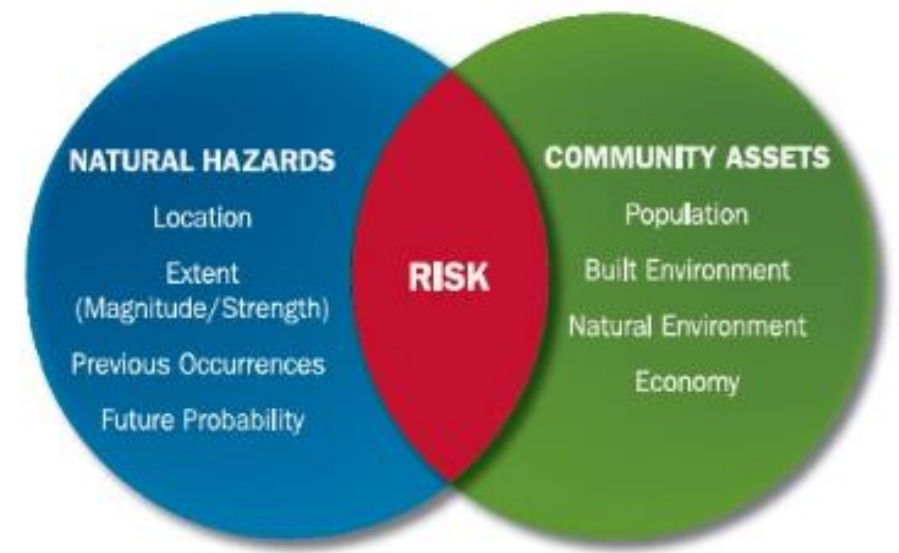 NATURAL HAZARDS
Location
Extent
(Magnitude/Strength)
Previous Occurrences
Future Probability
RISK
COMMUNITY ASSETS
Population
Built Environment
Natural Environment
Economy